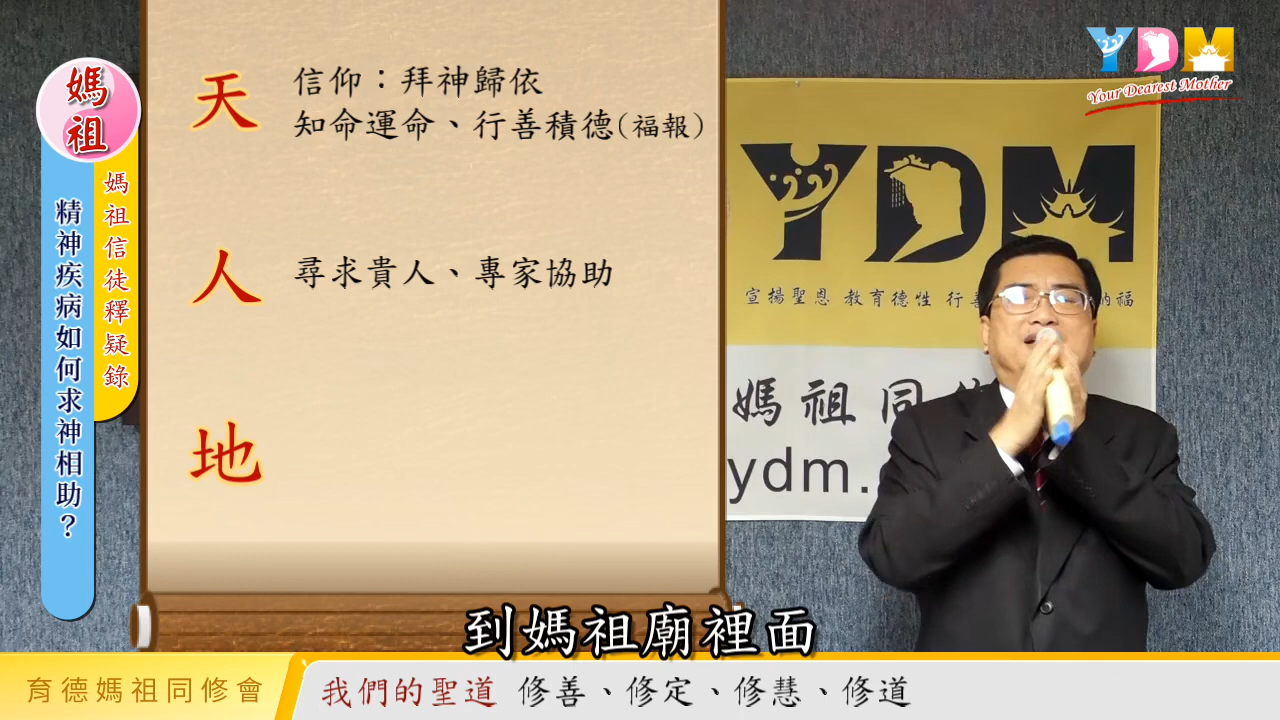 媽祖
媽祖信徒釋疑錄
精神疾病如何求神相助？
天
信仰：拜神歸依
知命運命、行善積德(福報)
人
尋求貴人、專家協助
地
YDM
Your Dearest Mother
YDM
宣揚聖恩 教育德性 行善
納福
媽祖同
ydm.
到媽祖廟裡面
育德媽祖同修會
我們的聖道 修善、修定、修慧、修道